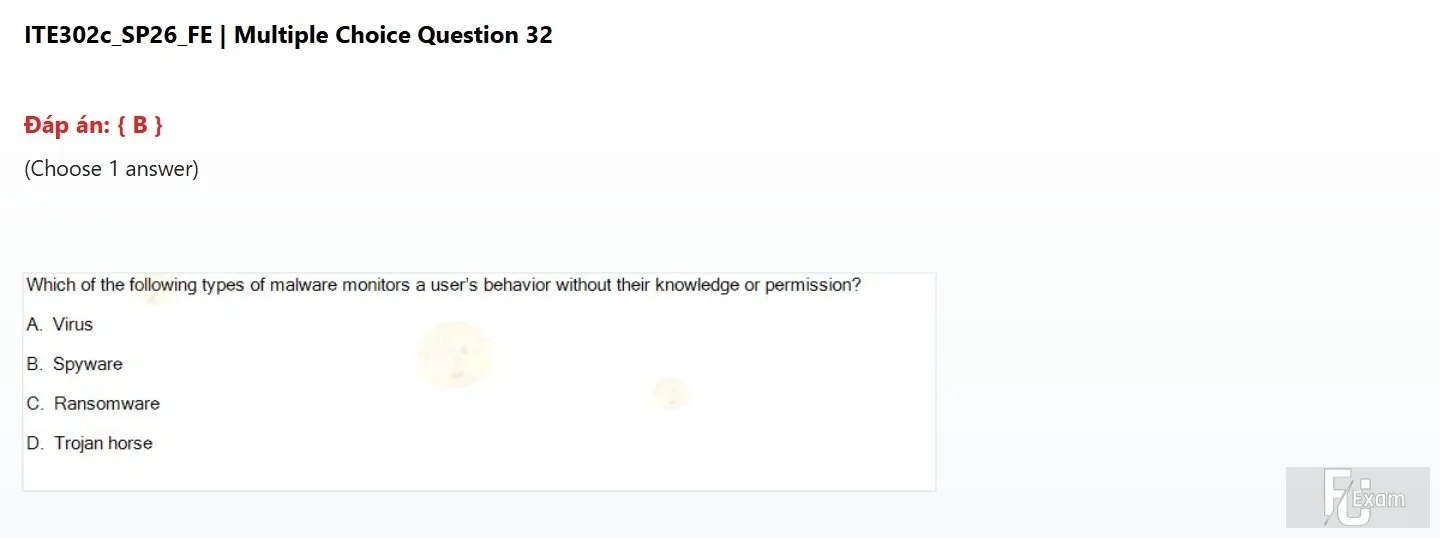 ITE302c_SP26_FE | Multiple Choice Question 32
Đáp án: { B }
(Choose 1 answer)
Which of the following types of malware monitors a user's behavior without their knowledge or permission?
A. Virus
B. Spyware
C. Ransomware
D. Trojan horse
FU Exam